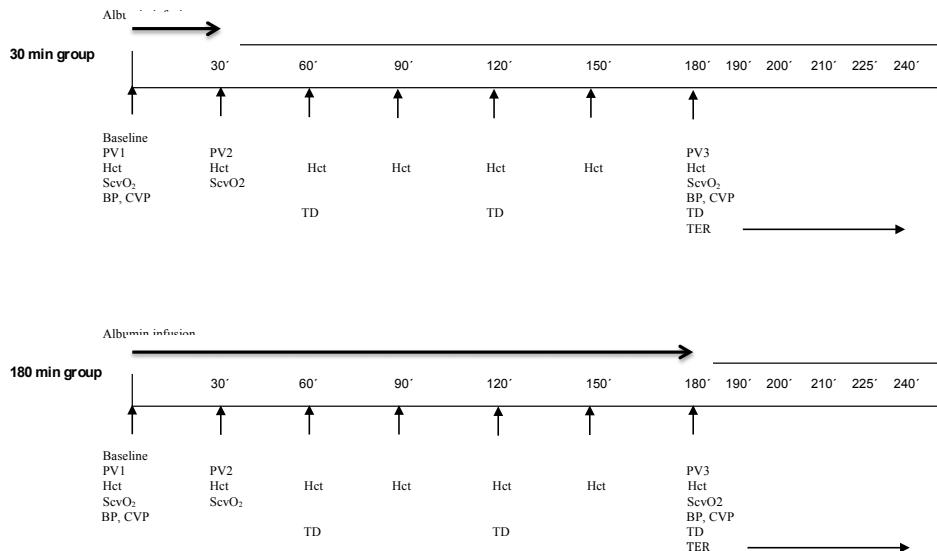 30 min group
30´ 60´ 90´ 120´ 150´ 180´ 190´ 200´ 210´ 225´ 240´
Baseline
PV1 PV2 PV3
Hct Hct Hct Hct Hct Hct Hct
ScvO₂ ScvO2 ScvO₂
BP, CVP BP, CVP
TD TD TD
TER
Albumin infusion
180 min group
30´ 60´ 90´ 120´ 150´ 180´ 190´ 200´ 210´ 225´ 240´
Baseline
PV1 PV2 PV3
Hct Hct Hct Hct Hct Hct Hct
ScvO₂ ScvO₂ ScvO2
BP, CVP BP, CVP
TD TD TD
TER